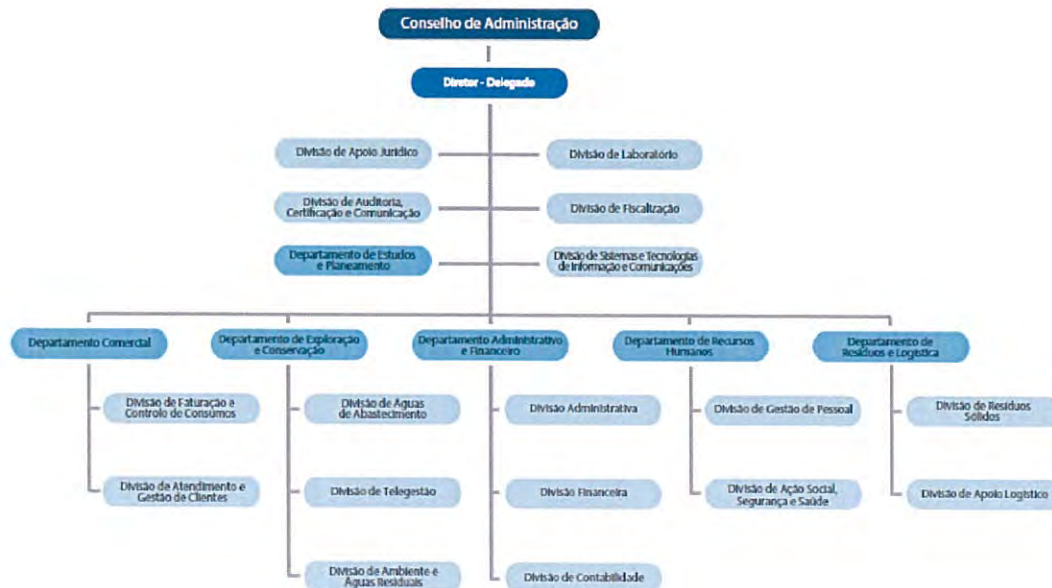 Conselho de Administração
Diretor - Delegado
Divisão de Apoio Jurídico
Divisão de Laboratório
Divisão de Auditoria,
Certificação e Comunicação
Divisão de Fiscalização
Departamento de Estudos
e Planeamento
Divisão de Sistemas e Tecnologias
de Informação e Comunicações
Departamento Comercial
Departamento de Exploração
e Conservação
Departamento Administrativo
e Financeiro
Departamento de Recursos
Humanos
Departamento de
Resíduos e Logística
Divisão de Faturação e
Controlo de Consumos
Divisão de Águas
de Abastecimento
Divisão Administrativa
Divisão de Gestão de Pessoal
Divisão de Resíduos
Sólidos
Divisão de Atendimento e
Gestão de Clientes
Divisão de Telegestão
Divisão Financeira
Divisão de Ação Social,
Segurança e Saúde
Divisão de Apoio Logístico
Divisão de Ambiente e
Águas Residuais
Divisão de Contabilidade